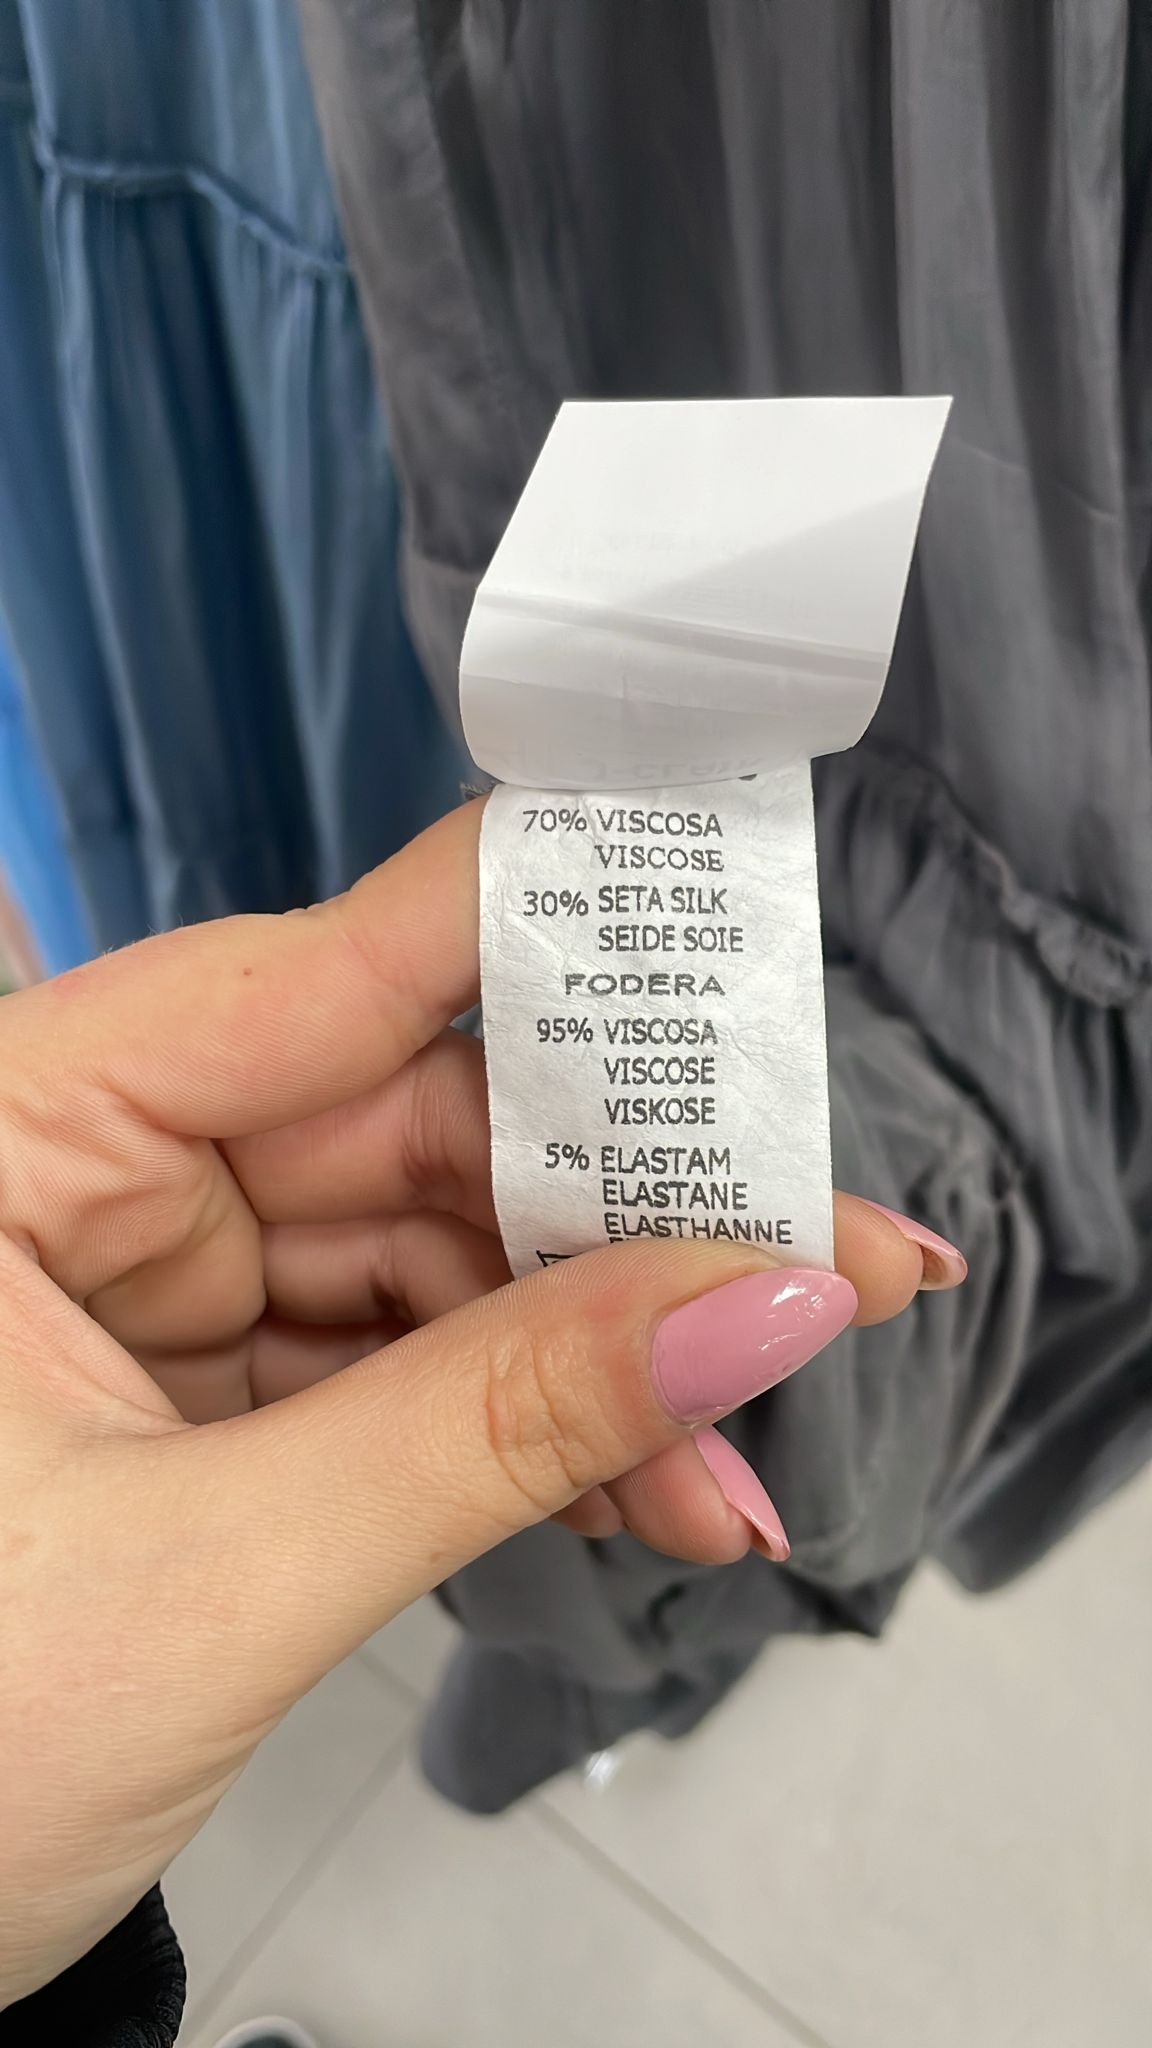 70% VISCOSA
VISCOSE
30% SETA SILK
SEIDE SOIE
FODERA
95% VISCOSA
VISCOSE
VISKOSE
5% ELASTAM
ELASTANE
ELASTHANNE